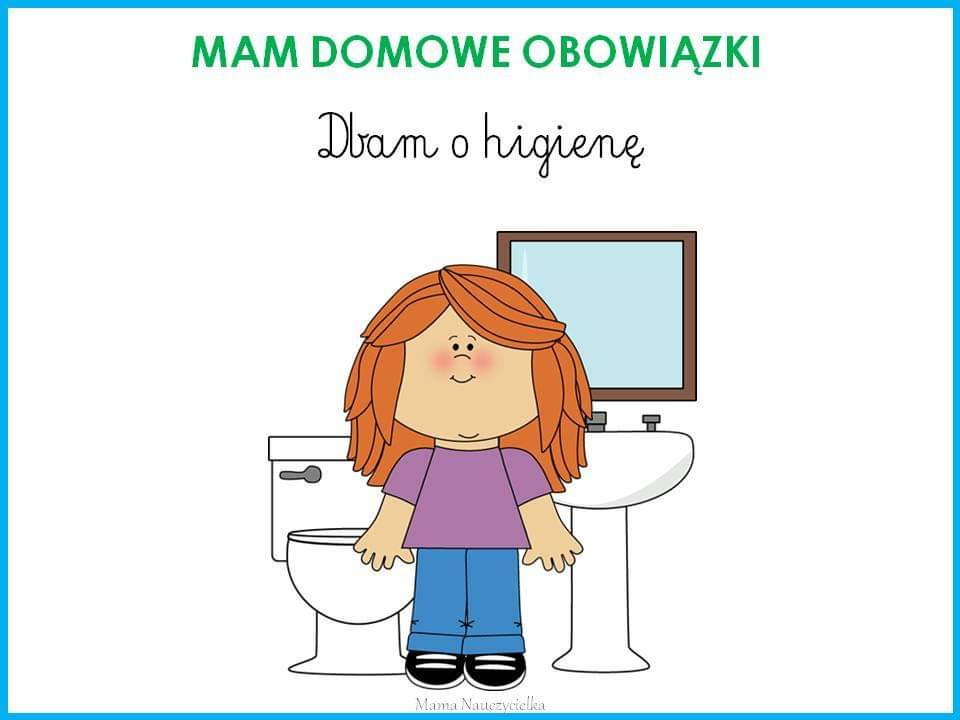 MAM DOMOWE OBOWIĄZKI
Dbam o higienę
Mama Nauczycielka